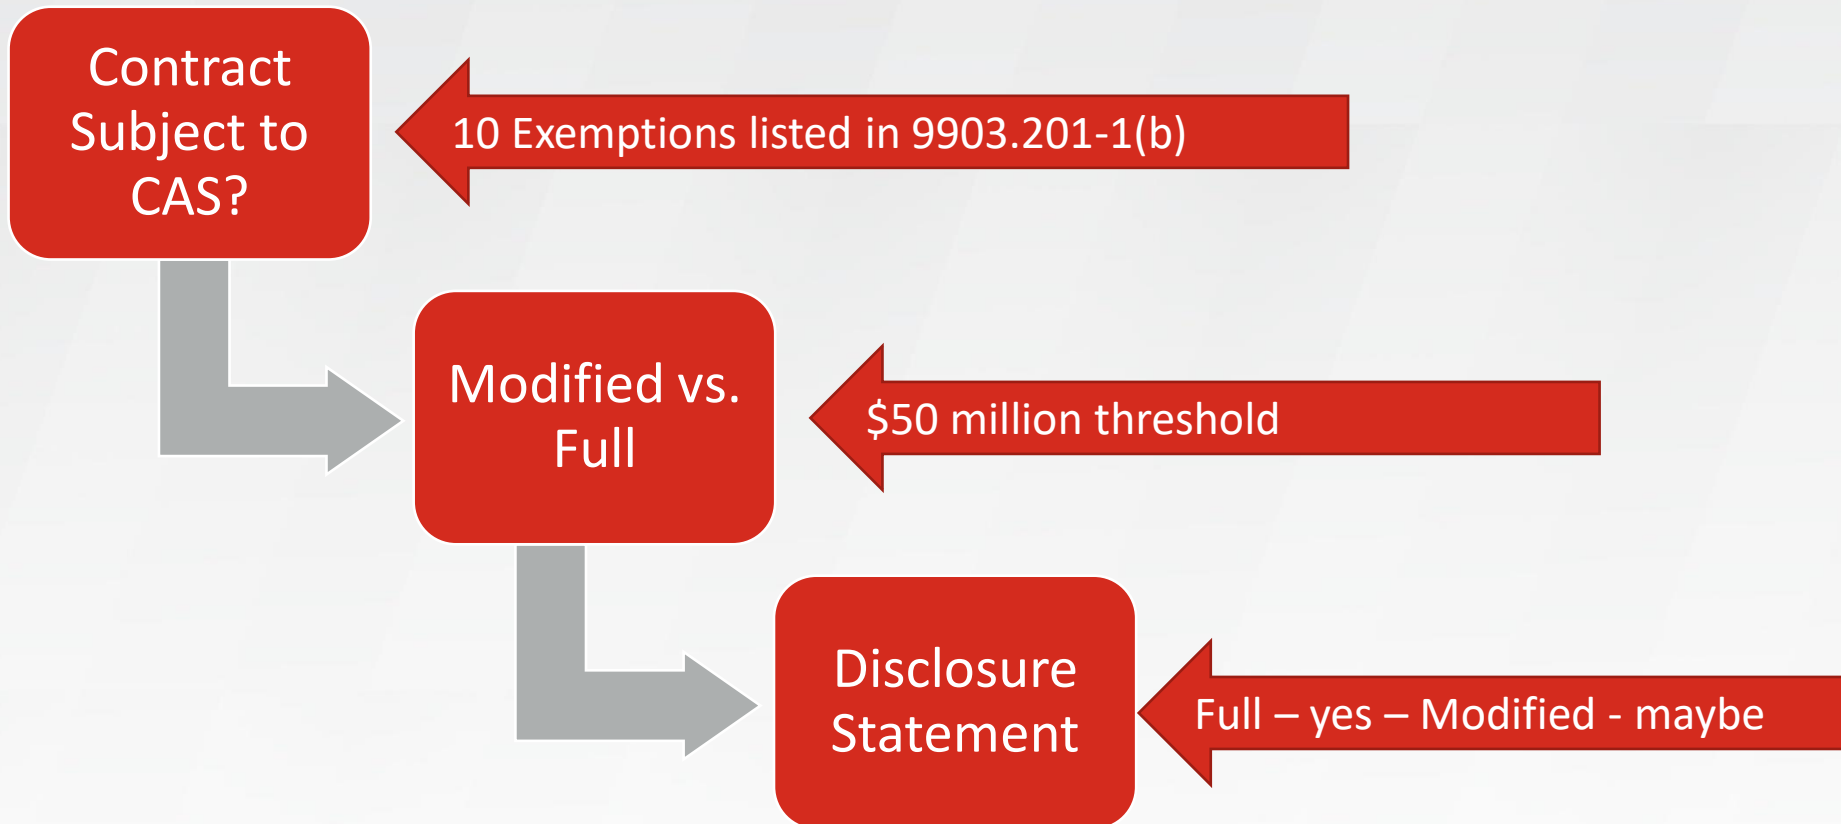 Contract
Subject to
CAS?
10 Exemptions listed in 9903.201-1(b)
Modified vs.
Full
$50 million threshold
Disclosure
Statement
Full – yes – Modified - maybe